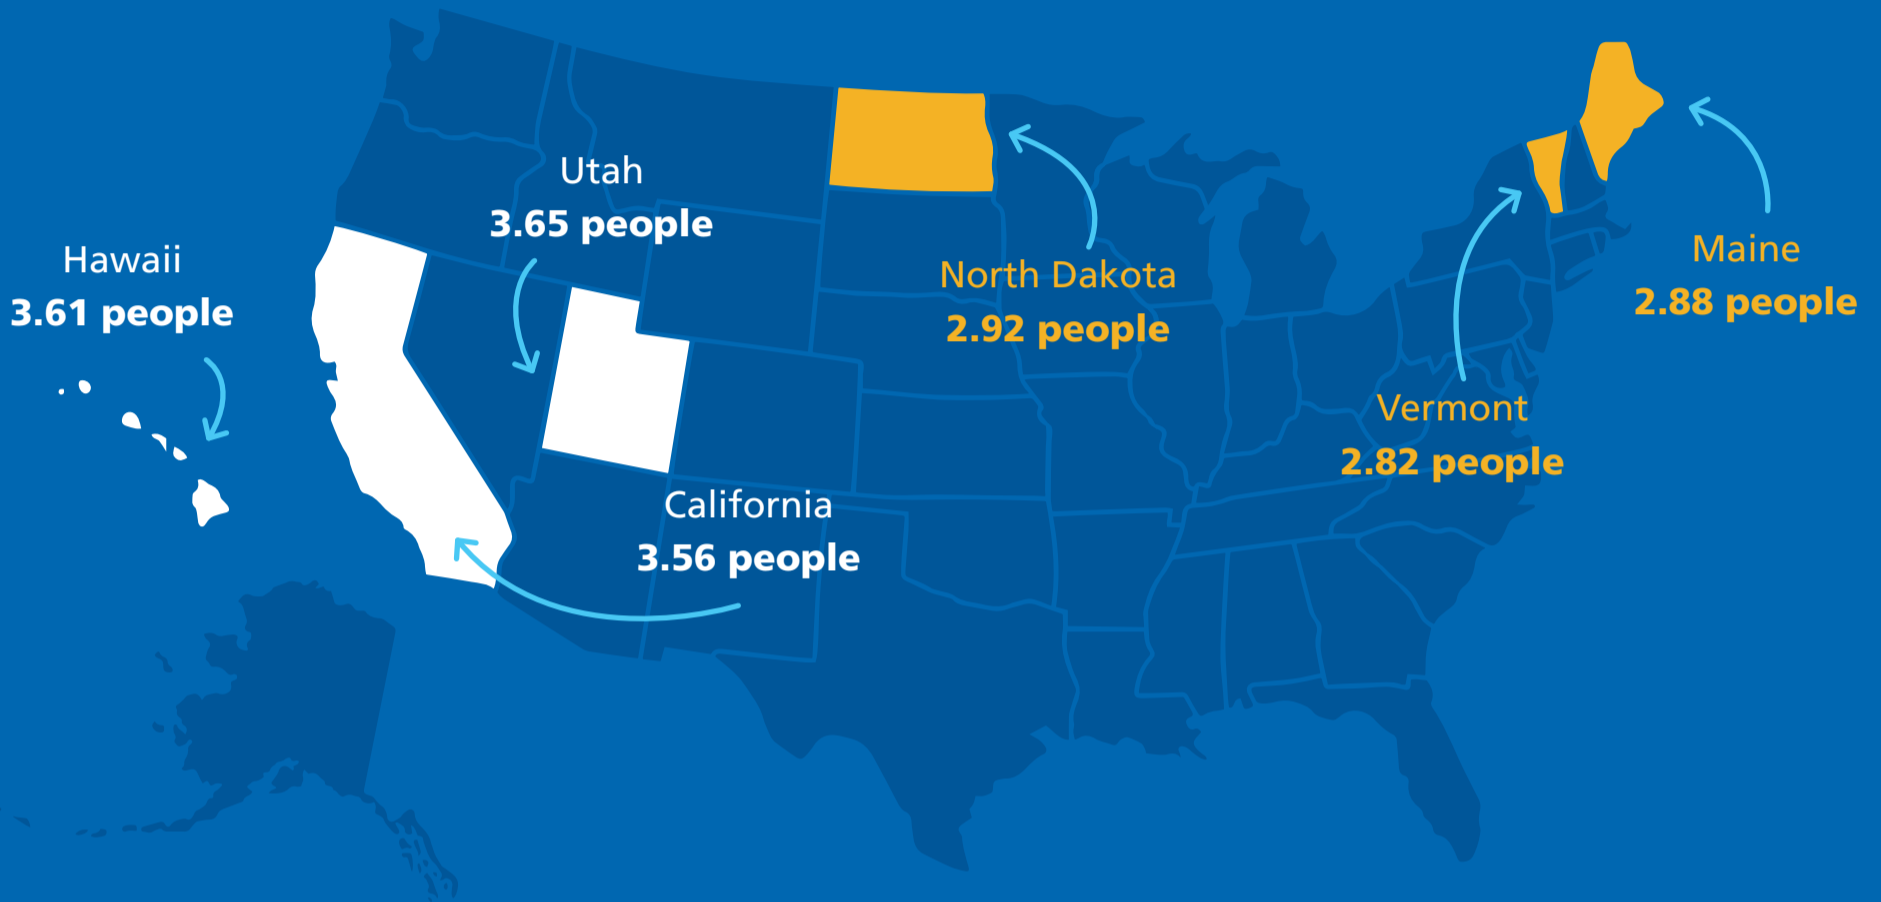 Hawaii
3.61 people
Utah
3.65 people
California
3.56 people
North Dakota
2.92 people
Vermont
2.82 people
Maine
2.88 people